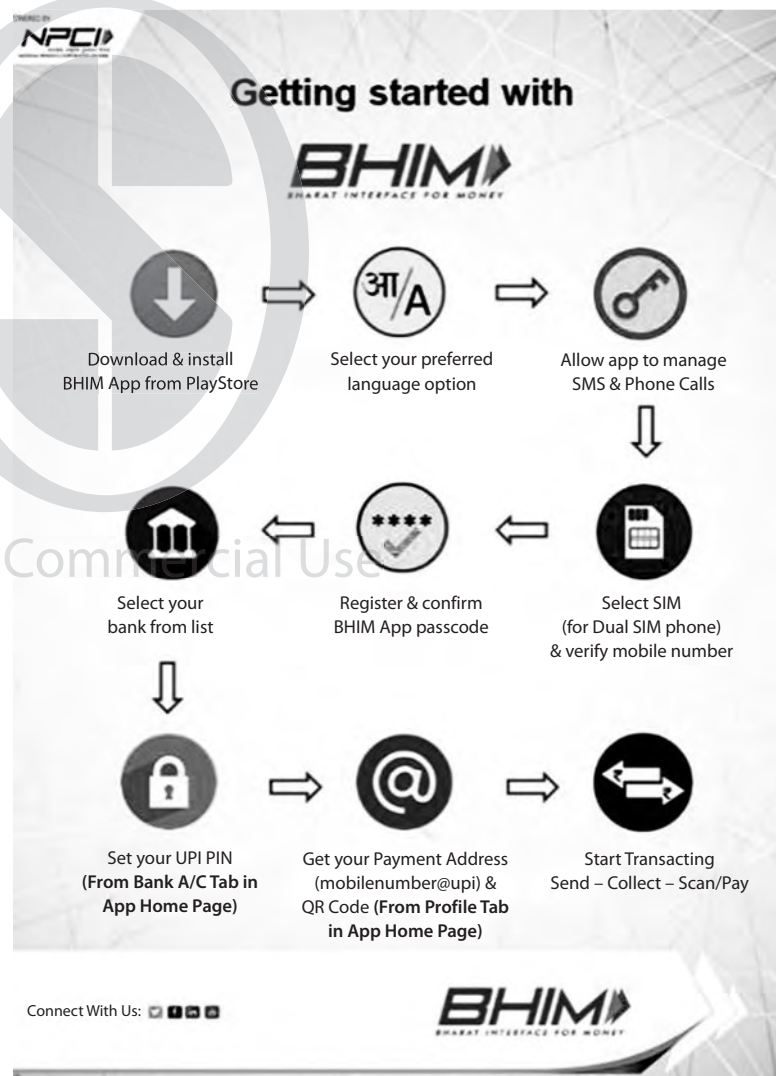 POWERED BY
NPCI
Getting started with
BHIM
BHARAT INTERFACE FOR MONEY
आ/A
Download & install
BHIM App from PlayStore
Select your preferred
language option
Allow app to manage
SMS & Phone Calls
****
Commercial Use
Select SIM
(for Dual SIM phone)
& verify mobile number
Register & confirm
BHIM App passcode
Select your
bank from list
@
₹ ₹
Set your UPI PIN
(From Bank A/C Tab in
App Home Page)
Get your Payment Address
(mobilenumber@upi) &
QR Code (From Profile Tab
in App Home Page)
Start Transacting
Send – Collect – Scan/Pay
Connect With Us:
BHIM
BHARAT INTERFACE FOR MONEY